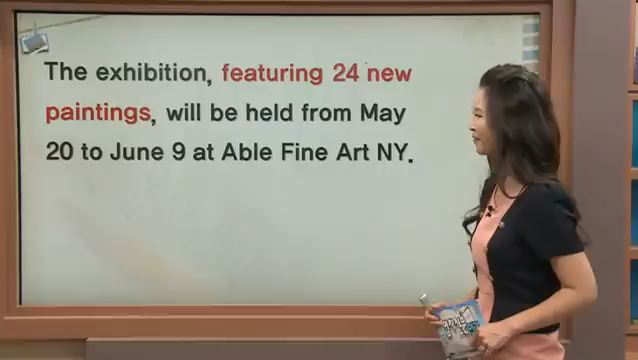 The exhibition, featuring 24 new
paintings, will be held from May
20 to June 9 at Able Fine Art NY.